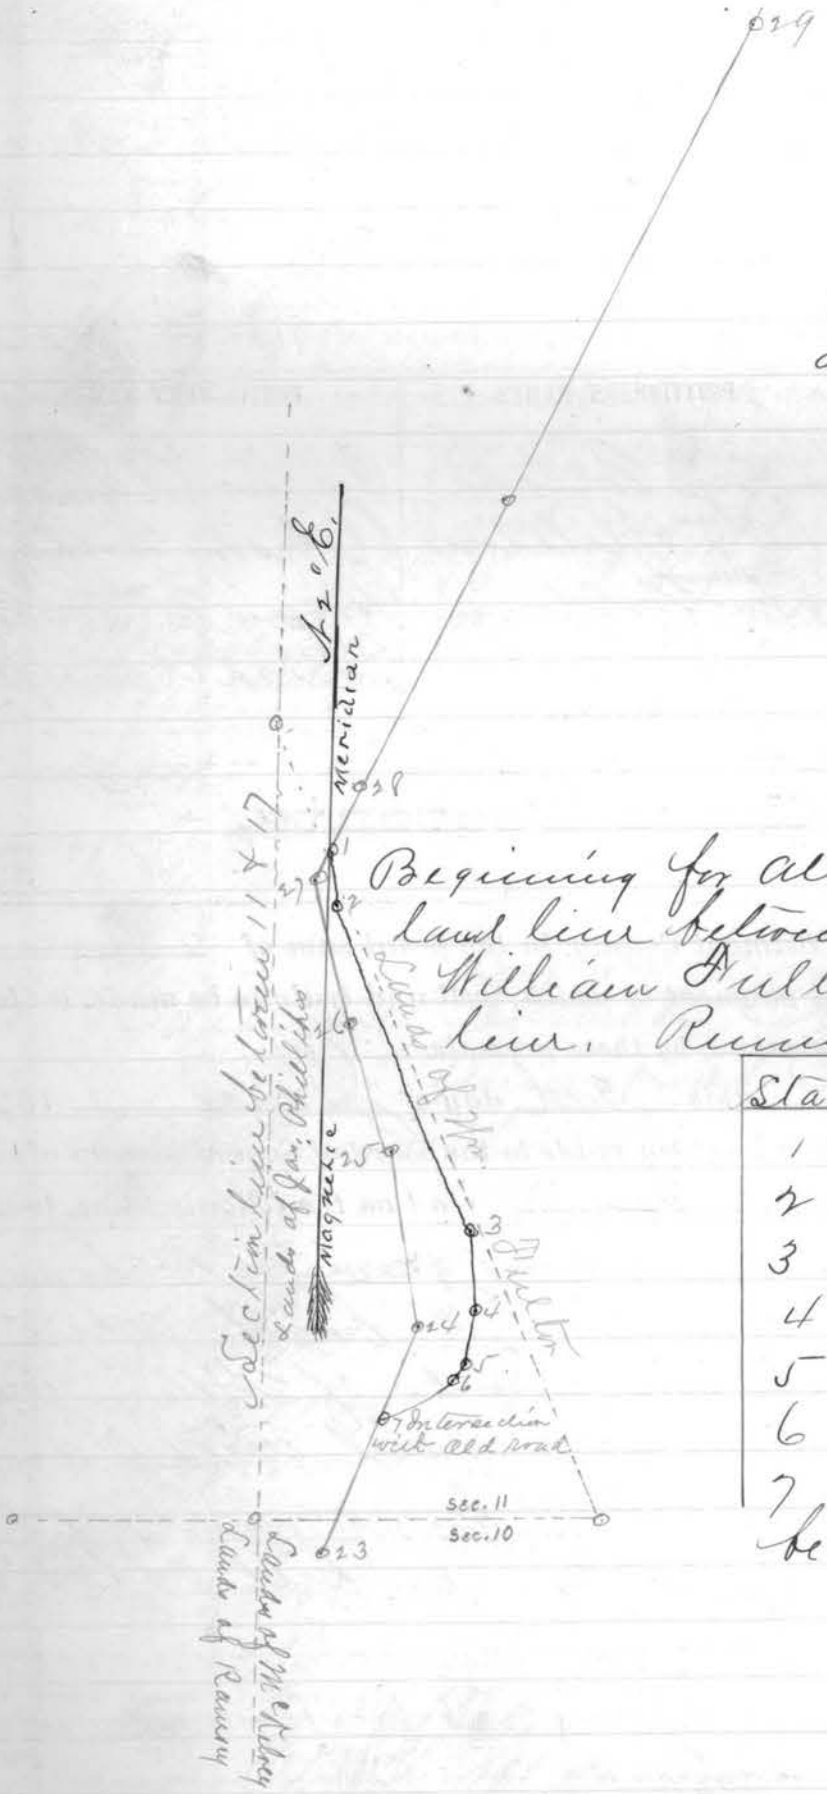 29
N 2° E.
Meridian
28
1
27
2
Beginning for al
land line betwee
William Full
line. Runn
Section line between 11 & 17
Lands of Jas. Phillips
Lands of Wm.
Fulton
26
25
Magnetic
3
24
4
5
6
7 Intersection
with old road
Sta
1
2
3
4
5
6
7
be
sec. 11
sec. 10
23
Lands of
Lands of Ramsey